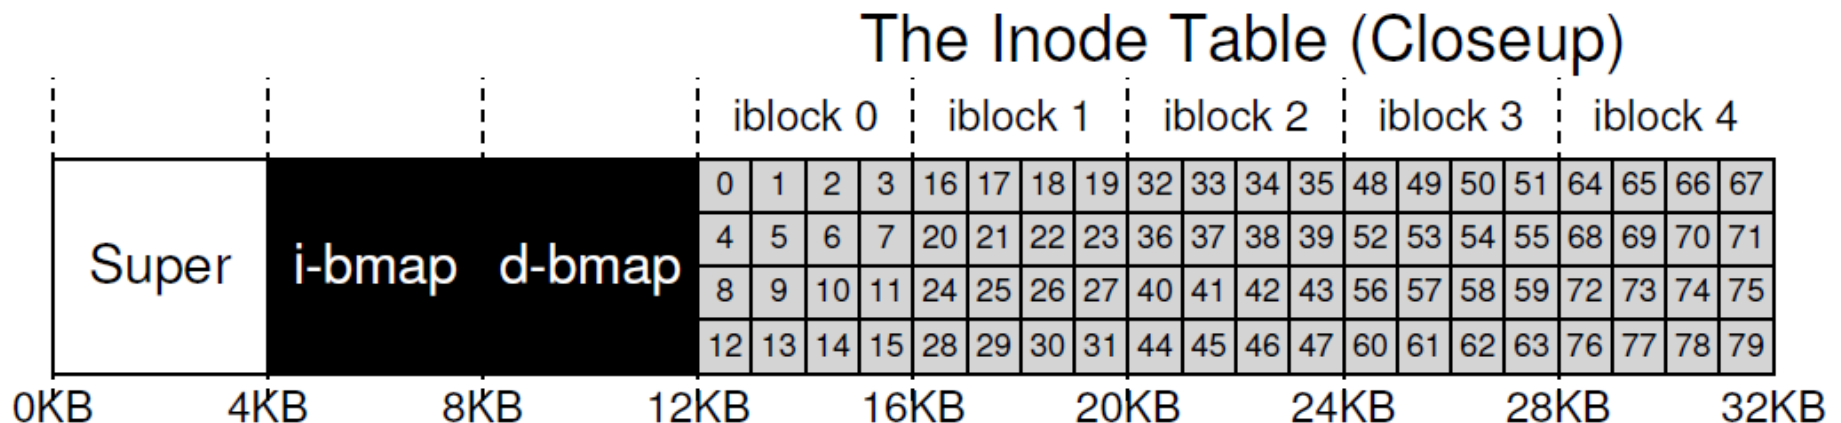 The Inode Table (Closeup)
iblock 0 iblock 1 iblock 2 iblock 3 iblock 4
0 1 2 3 16 17 18 19 32 33 34 35 48 49 50 51 64 65 66 67
4 5 6 7 20 21 22 23 36 37 38 39 52 53 54 55 68 69 70 71
Super i-bmap d-bmap
8 9 10 11 24 25 26 27 40 41 42 43 56 57 58 59 72 73 74 75
12 13 14 15 28 29 30 31 44 45 46 47 60 61 62 63 76 77 78 79
0KB 4KB 8KB 12KB 16KB 20KB 24KB 28KB 32KB